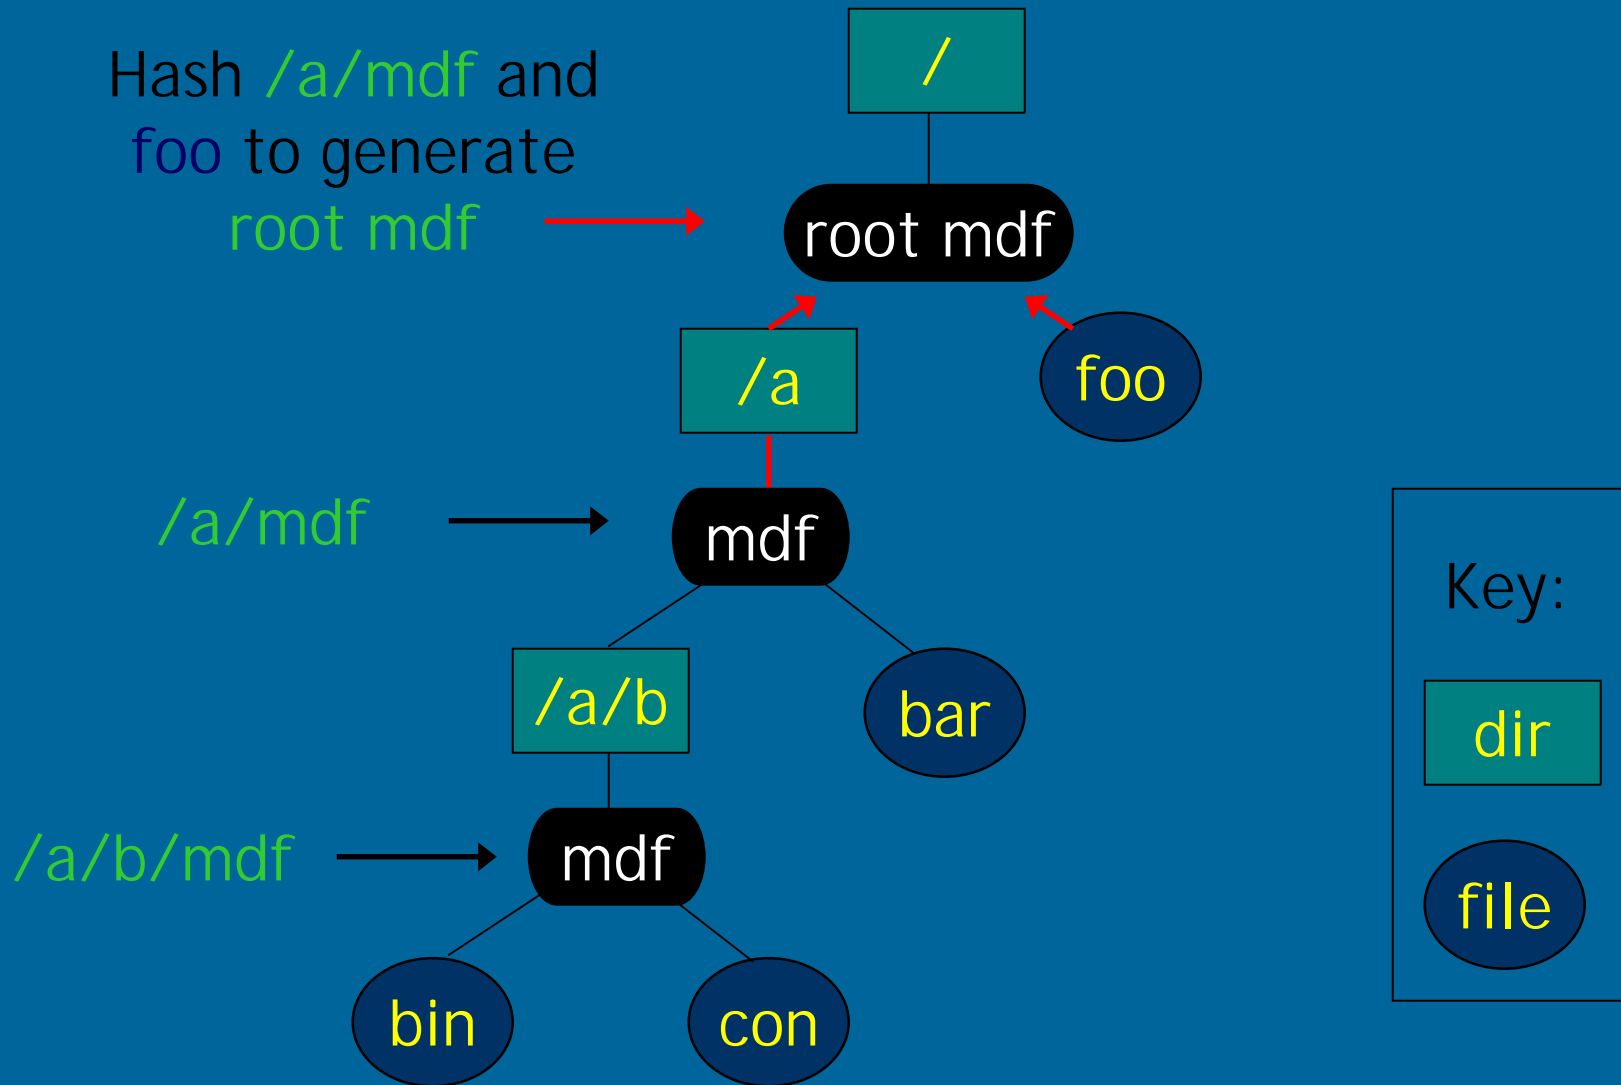 Hash /a/mdf and
foo to generate
root mdf
/
root mdf
/a
foo
/a/mdf
mdf
/a/b
bar
/a/b/mdf
mdf
bin
con
Key:
dir
file